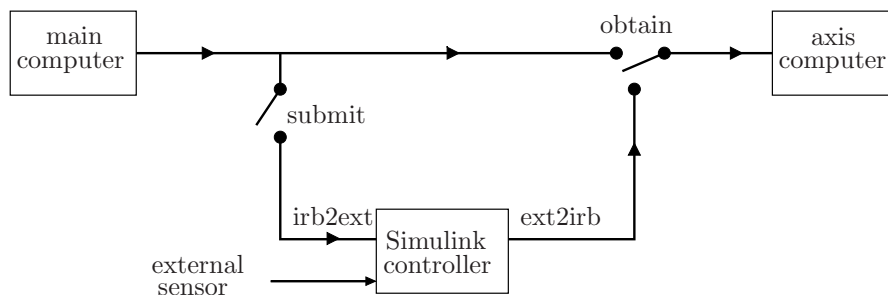 main
computer
obtain
axis
computer
submit
irb2ext
ext2irb
Simulink
controller
external
sensor